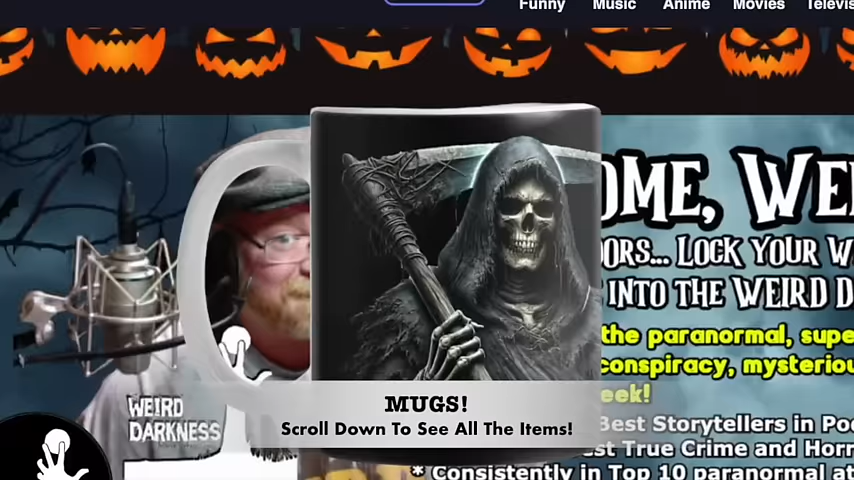 Funny Music Anime Movies
OME, WE
ORS... LOCK YOUR W
INTO THE WEIRD D
the paranormal, supe
conspiracy, mysteriou
eek!
MUGS!
Scroll Down To See All The Items!
WEIRD
DARKNESS
Best Storytellers in Po
st True Crime and Horr
* Consistently in Top 10 paranormal a